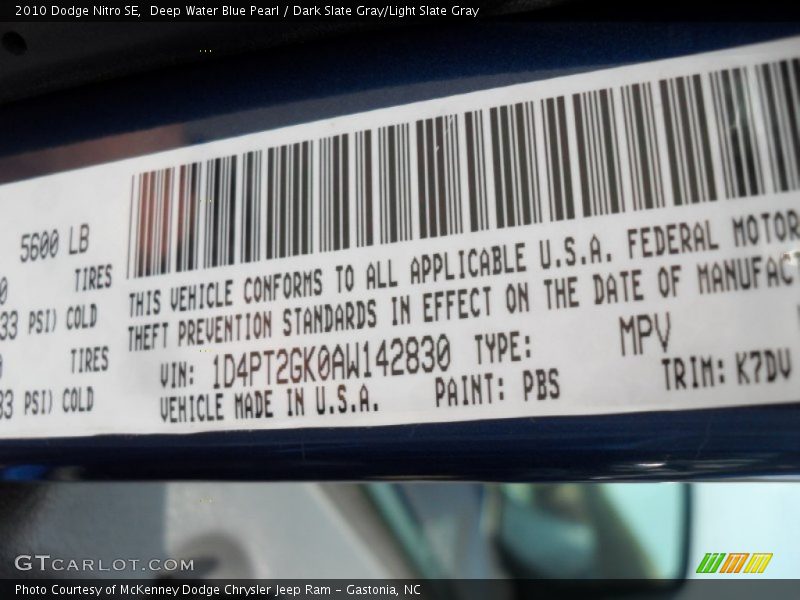 2010 Dodge Nitro SE,  Deep Water Blue Pearl / Dark Slate Gray/Light Slate Gray
5600 LB
TIRES
33 PSI) COLD
TIRES
33 PSI) COLD
THIS VEHICLE CONFORMS TO ALL APPLICABLE U.S.A. FEDERAL MOTOR
THEFT PREVENTION STANDARDS IN EFFECT ON THE DATE OF MANUFAC
VIN: 1D4PT2GK0AW142830 TYPE: MPV
VEHICLE MADE IN U.S.A. PAINT: PBS TRIM: K7DV
GTCARLOT.COM
Photo Courtesy of McKenney Dodge Chrysler Jeep Ram – Gastonia, NC